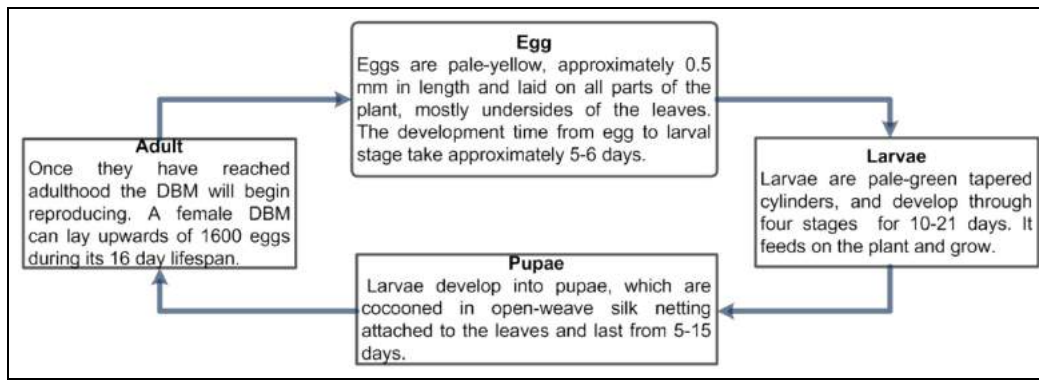 Egg
Eggs are pale-yellow, approximately 0.5
mm in length and laid on all parts of the
plant, mostly undersides of the leaves.
The development time from egg to larval
stage take approximately 5-6 days.
Larvae
Larvae are pale-green tapered
cylinders, and develop through
four stages for 10-21 days. It
feeds on the plant and grow.
Pupae
Larvae develop into pupae, which are
cocooned in open-weave silk netting
attached to the leaves and last from 5-15
days.
Adult
Once they have reached
adulthood the DBM will begin
reproducing. A female DBM
can lay upwards of 1600 eggs
during its 16 day lifespan.